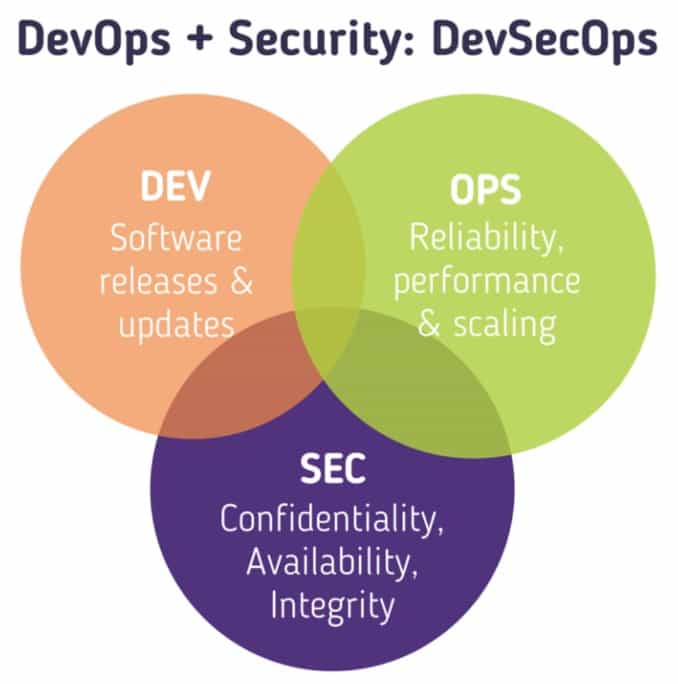 DevOps + Security: DevSecOps
DEV
Software
releases &
updates
OPS
Reliability,
performance
& scaling
SEC
Confidentiality,
Availability,
Integrity